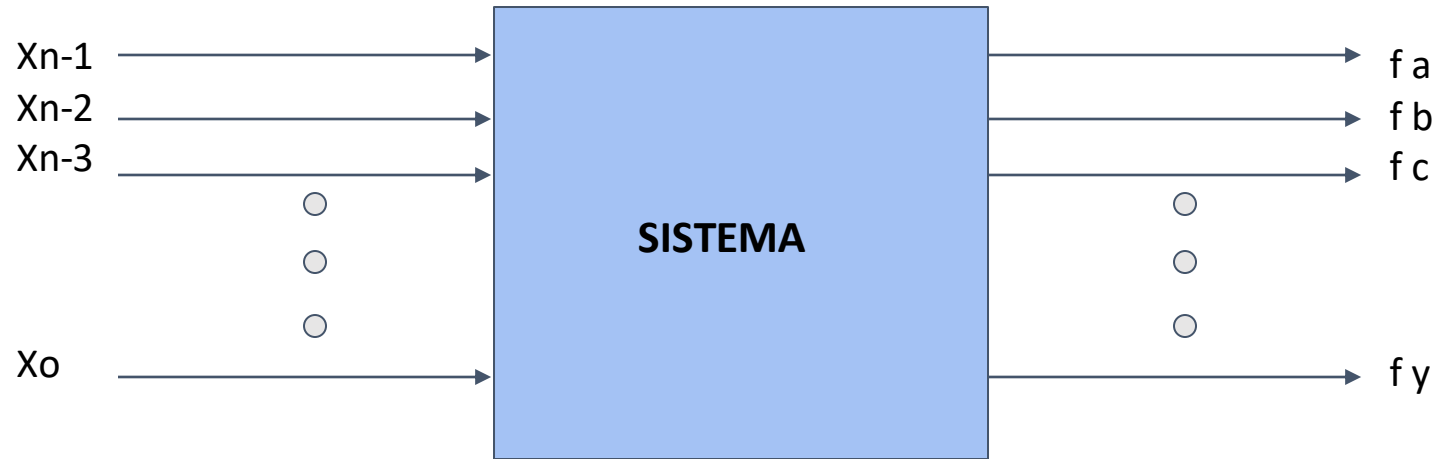 Xn-1
Xn-2
Xn-3
Xo
SISTEMA
f a
f b
f c
f y